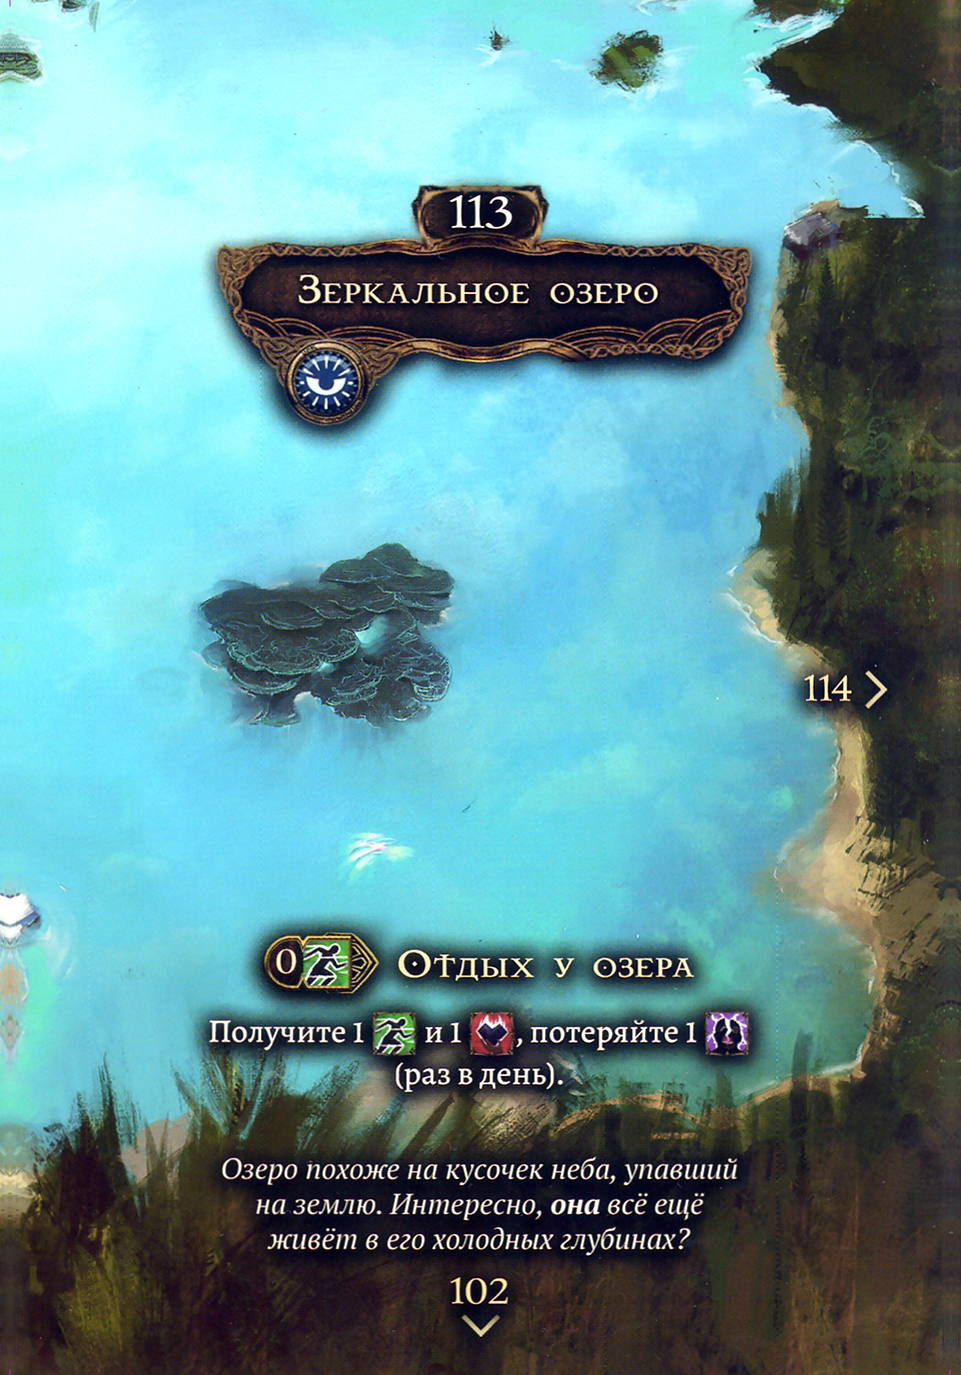 113
Зеркальное озеро
114
0 Отдых у озера
Получите 1 и 1, потеряйте 1
(раз в день).
Озеро похоже на кусочек неба, упавший
на землю. Интересно, она всё ещё
живёт в его холодных глубинах?
102